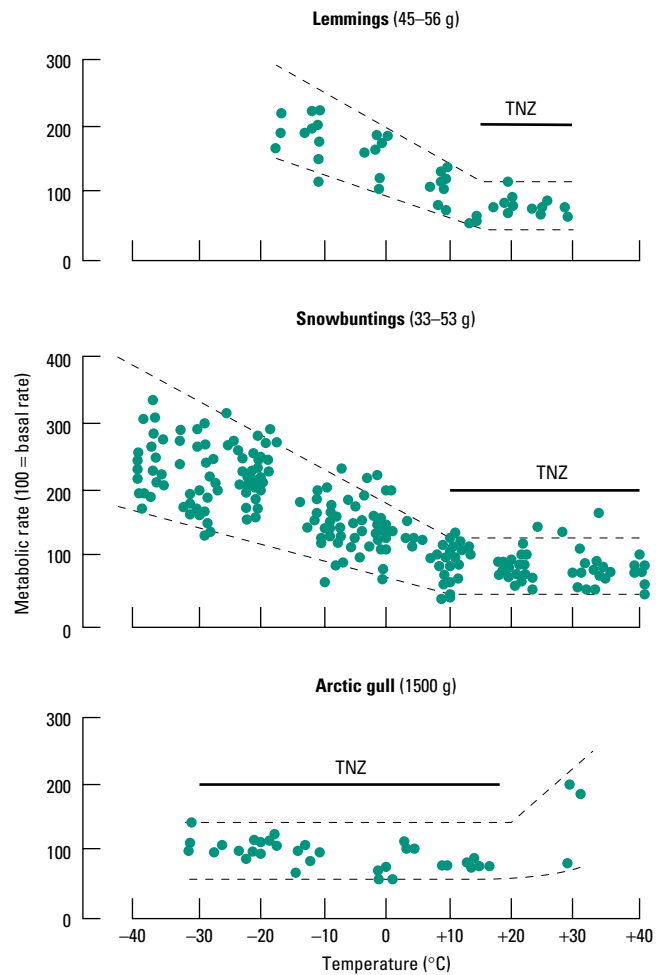 Lemmings (45–56 g)
300
TNZ
200
100
0
Snowbuntings (33–53 g)
400
300
TNZ
200
100
0
Metabolic rate (100 = basal rate)
Arctic gull (1500 g)
300
TNZ
200
100
0
−40 −30 −20 −10 0 +10 +20 +30 +40
Temperature (°C)